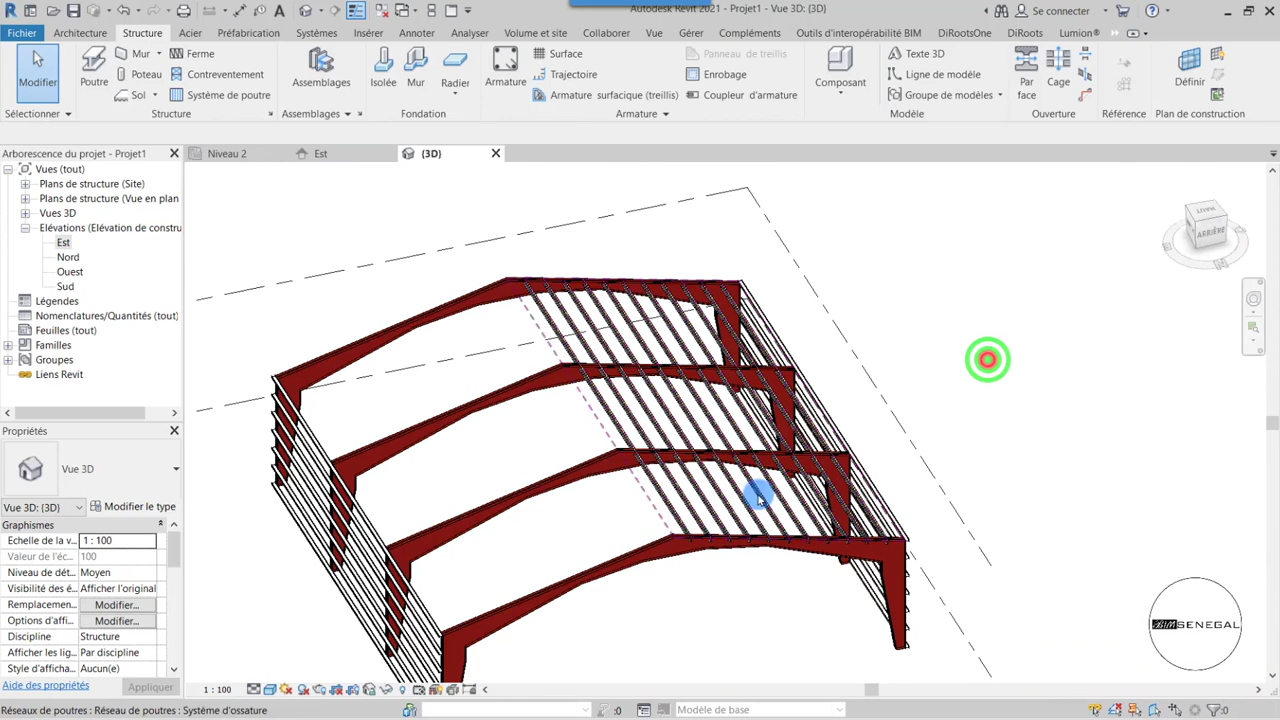 Autodesk Revit 2021 - Projet1 - Vue 3D: (3D)
Se connecter
Fichier Architecture Structure Acier Préfabrication Systèmes Insérer Annoter Analyser Volume et site Collaborer Vue Gérer Compléments Outils d'interopérabilité BIM DiRootsOne DiRoots Lumion®
Modifier
Poutre
Mur
Poteau
Sol
Ferme
Contreventement
Système de poutre
Assemblages
Isolée
Mur
Radier
Armature
Surface
Trajectoire
Armature surfacique (treillis)
Panneau de treillis
Enrobage
Coupleur d'armature
Composant
Texte 3D
Ligne de modèle
Groupe de modèles
Par face
Cage
Définir
Sélectionner Structure Assemblages Fondation Armature Modèle Ouverture Référence Plan de construction
Arborescence du projet - Projet1
Niveau 2
Est
(3D)
Vues (tout)
Plans de structure (Site)
Plans de structure (Vue en plan
Vues 3D
Elévations (Elévation de constru
Est
Nord
Ouest
Sud
Légendes
Nomenclatures/Quantités (tout)
Feuilles (tout)
Familles
Groupes
Liens Revit
HAUT
ARRIÈRE
Propriétés
Vue 3D
Vue 3D: (3D)
Modifier le type
Graphismes
Echelle de la v... 1 : 100
Valeur de l'éc... 100
Niveau de dét... Moyen
Visibilité des é... Afficher l'original
Remplacemen... Modifier...
Options d'affi... Modifier...
Discipline Structure
Afficher les lig... Par discipline
Style d'afficha... Aucun(e)
Aide des propriétés
Appliquer
1 : 100
BIM SENEGAL
Réseaux de poutres : Réseau de poutres : Système d'ossature
:0
Modèle de base
:0